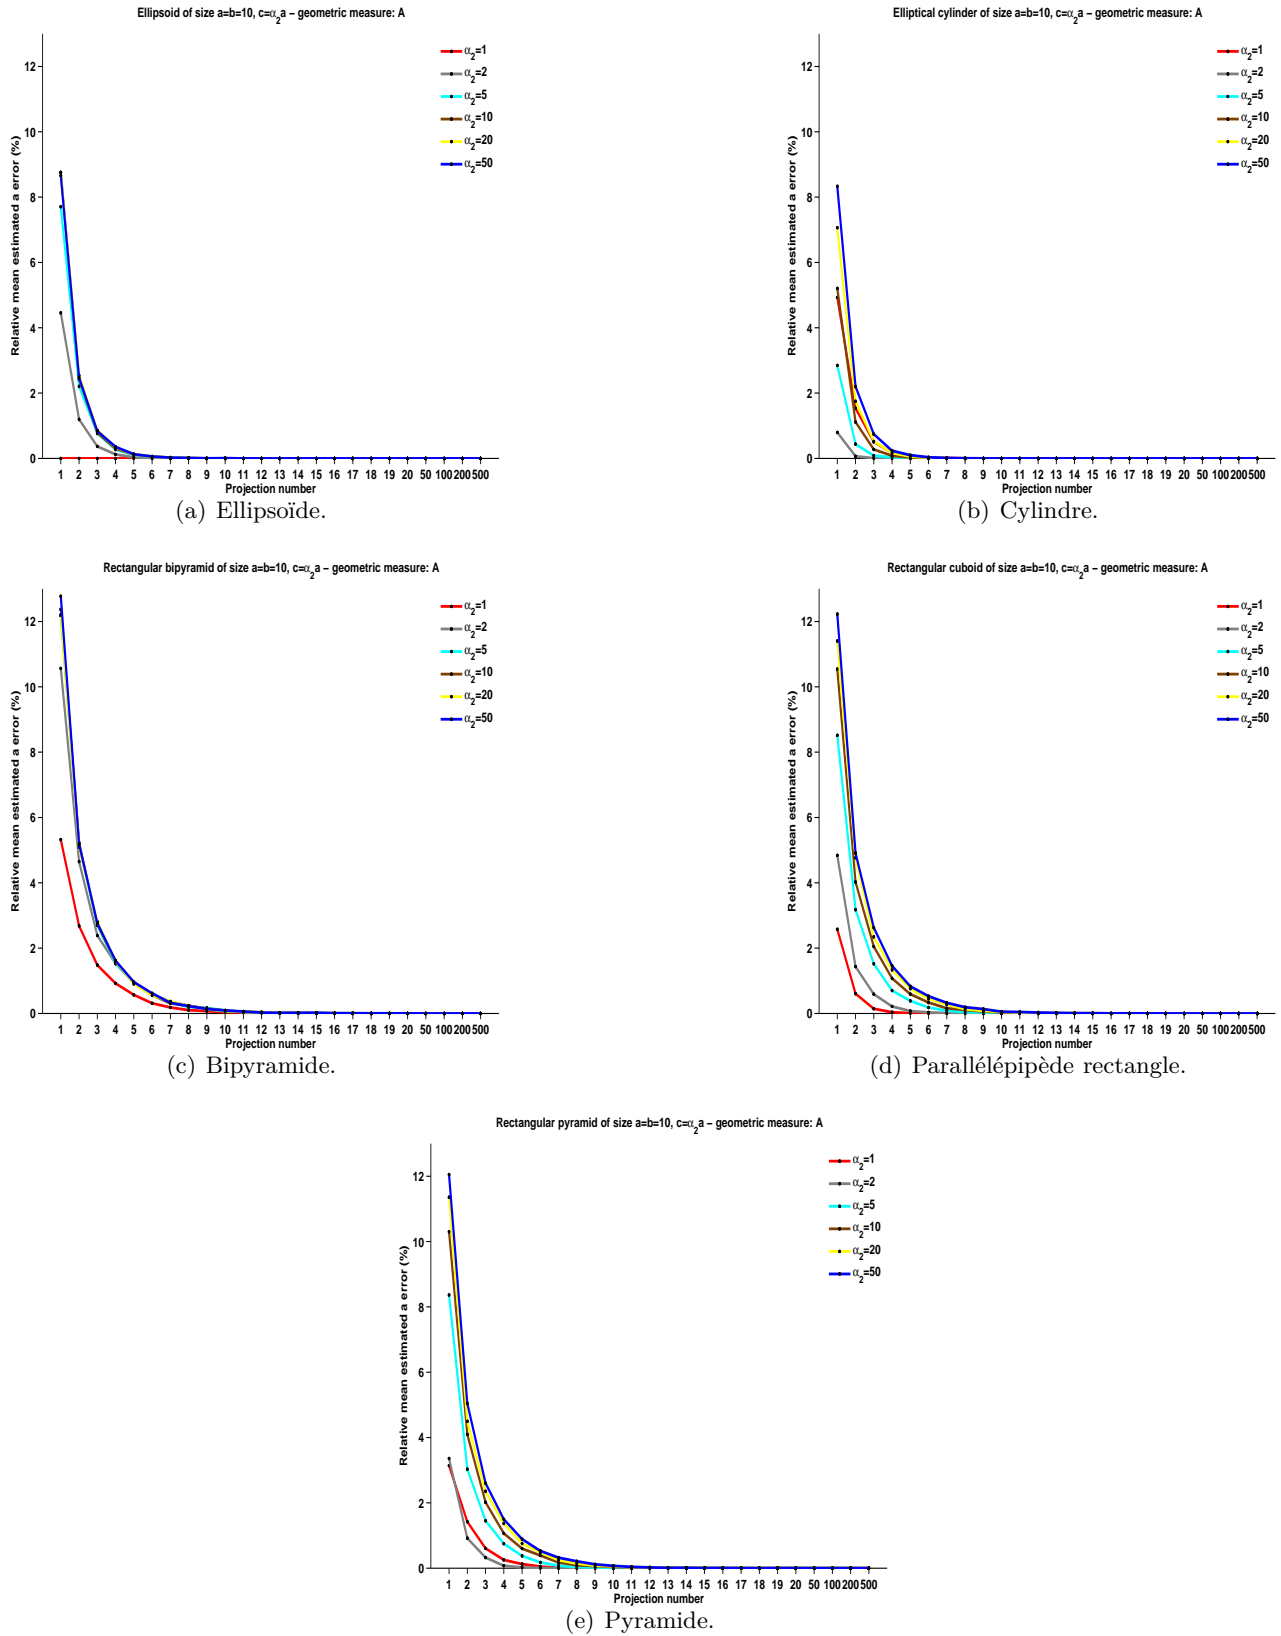 Ellipsoid of size a=b=10, c=α2a – geometric measure: A
Relative mean estimated a error (%)
12
10
8
6
4
2
0
α2=1
α2=2
α2=5
α2=10
α2=20
α2=50
1 2 3 4 5 6 7 8 9 10 11 12 13 14 15 16 17 18 19 20 50 100 200 500
Projection number
(a) Ellipsoïde.
Elliptical cylinder of size a=b=10, c=α2a – geometric measure: A
Relative mean estimated a error (%)
12
10
8
6
4
2
0
α2=1
α2=2
α2=5
α2=10
α2=20
α2=50
1 2 3 4 5 6 7 8 9 10 11 12 13 14 15 16 17 18 19 20 50 100 200 500
Projection number
(b) Cylindre.
Rectangular bipyramid of size a=b=10, c=α2a – geometric measure: A
Relative mean estimated a error (%)
12
10
8
6
4
2
0
α2=1
α2=2
α2=5
α2=10
α2=20
α2=50
1 2 3 4 5 6 7 8 9 10 11 12 13 14 15 16 17 18 19 20 50 100 200 500
Projection number
(c) Bipyramide.
Rectangular cuboid of size a=b=10, c=α2a – geometric measure: A
Relative mean estimated a error (%)
12
10
8
6
4
2
0
α2=1
α2=2
α2=5
α2=10
α2=20
α2=50
1 2 3 4 5 6 7 8 9 10 11 12 13 14 15 16 17 18 19 20 50 100 200 500
Projection number
(d) Parallélépipède rectangle.
Rectangular pyramid of size a=b=10, c=α2a – geometric measure: A
Relative mean estimated a error (%)
12
10
8
6
4
2
0
α2=1
α2=2
α2=5
α2=10
α2=20
α2=50
1 2 3 4 5 6 7 8 9 10 11 12 13 14 15 16 17 18 19 20 50 100 200 500
Projection number
(e) Pyramide.